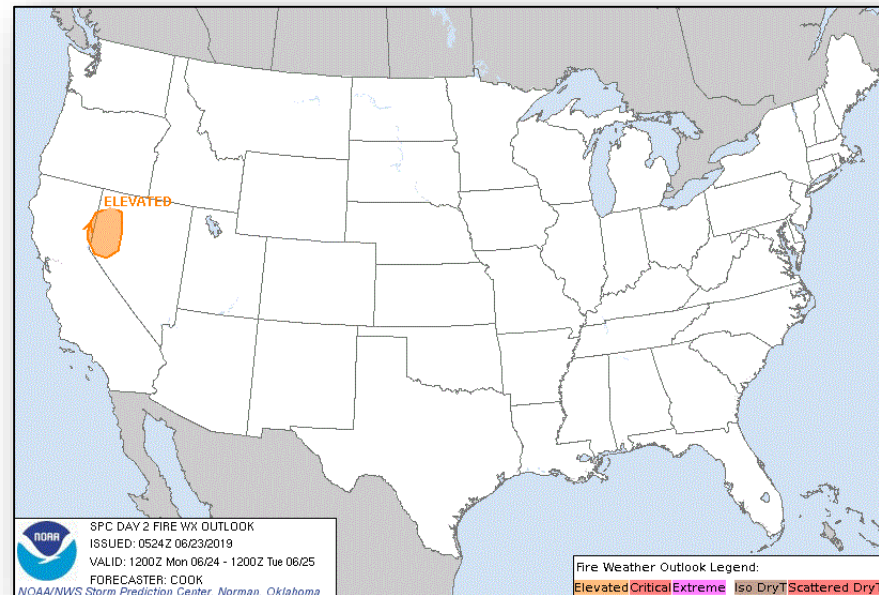 ELEVATED
NOAA
SPC DAY 2 FIRE WX OUTLOOK
ISSUED: 0524Z 06/23/2019
VALID: 1200Z Mon 06/24 - 1200Z Tue 06/25
FORECASTER: COOK
NOAA/NWS Storm Prediction Center, Norman, Oklahoma
Fire Weather Outlook Legend:
Elevated Critical Extreme Iso DryT Scattered DryT